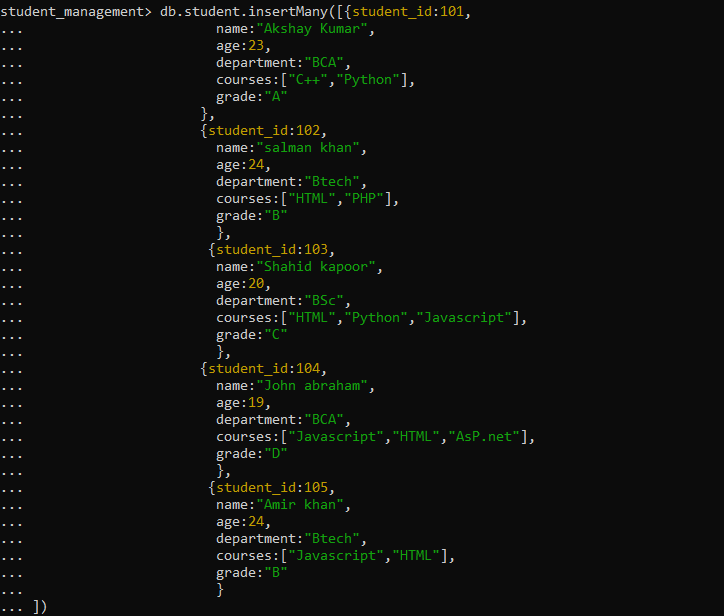 student_management> db.student.insertMany([{student_id:101,
... name:"Akshay Kumar",
... age:23,
... department:"BCA",
... courses:["C++","Python"],
... grade:"A"
... },
... {student_id:102,
... name:"salman khan",
... age:24,
... department:"Btech",
... courses:["HTML","PHP"],
... grade:"B"
... },
... {student_id:103,
... name:"Shahid kapoor",
... age:20,
... department:"BSc",
... courses:["HTML","Python","Javascript"],
... grade:"C"
... },
... {student_id:104,
... name:"John abraham",
... age:19,
... department:"BCA",
... courses:["Javascript","HTML","AsP.net"],
... grade:"D"
... },
... {student_id:105,
... name:"Amir khan",
... age:24,
... department:"Btech",
... courses:["Javascript","HTML"],
... grade:"B"
... }
... ])